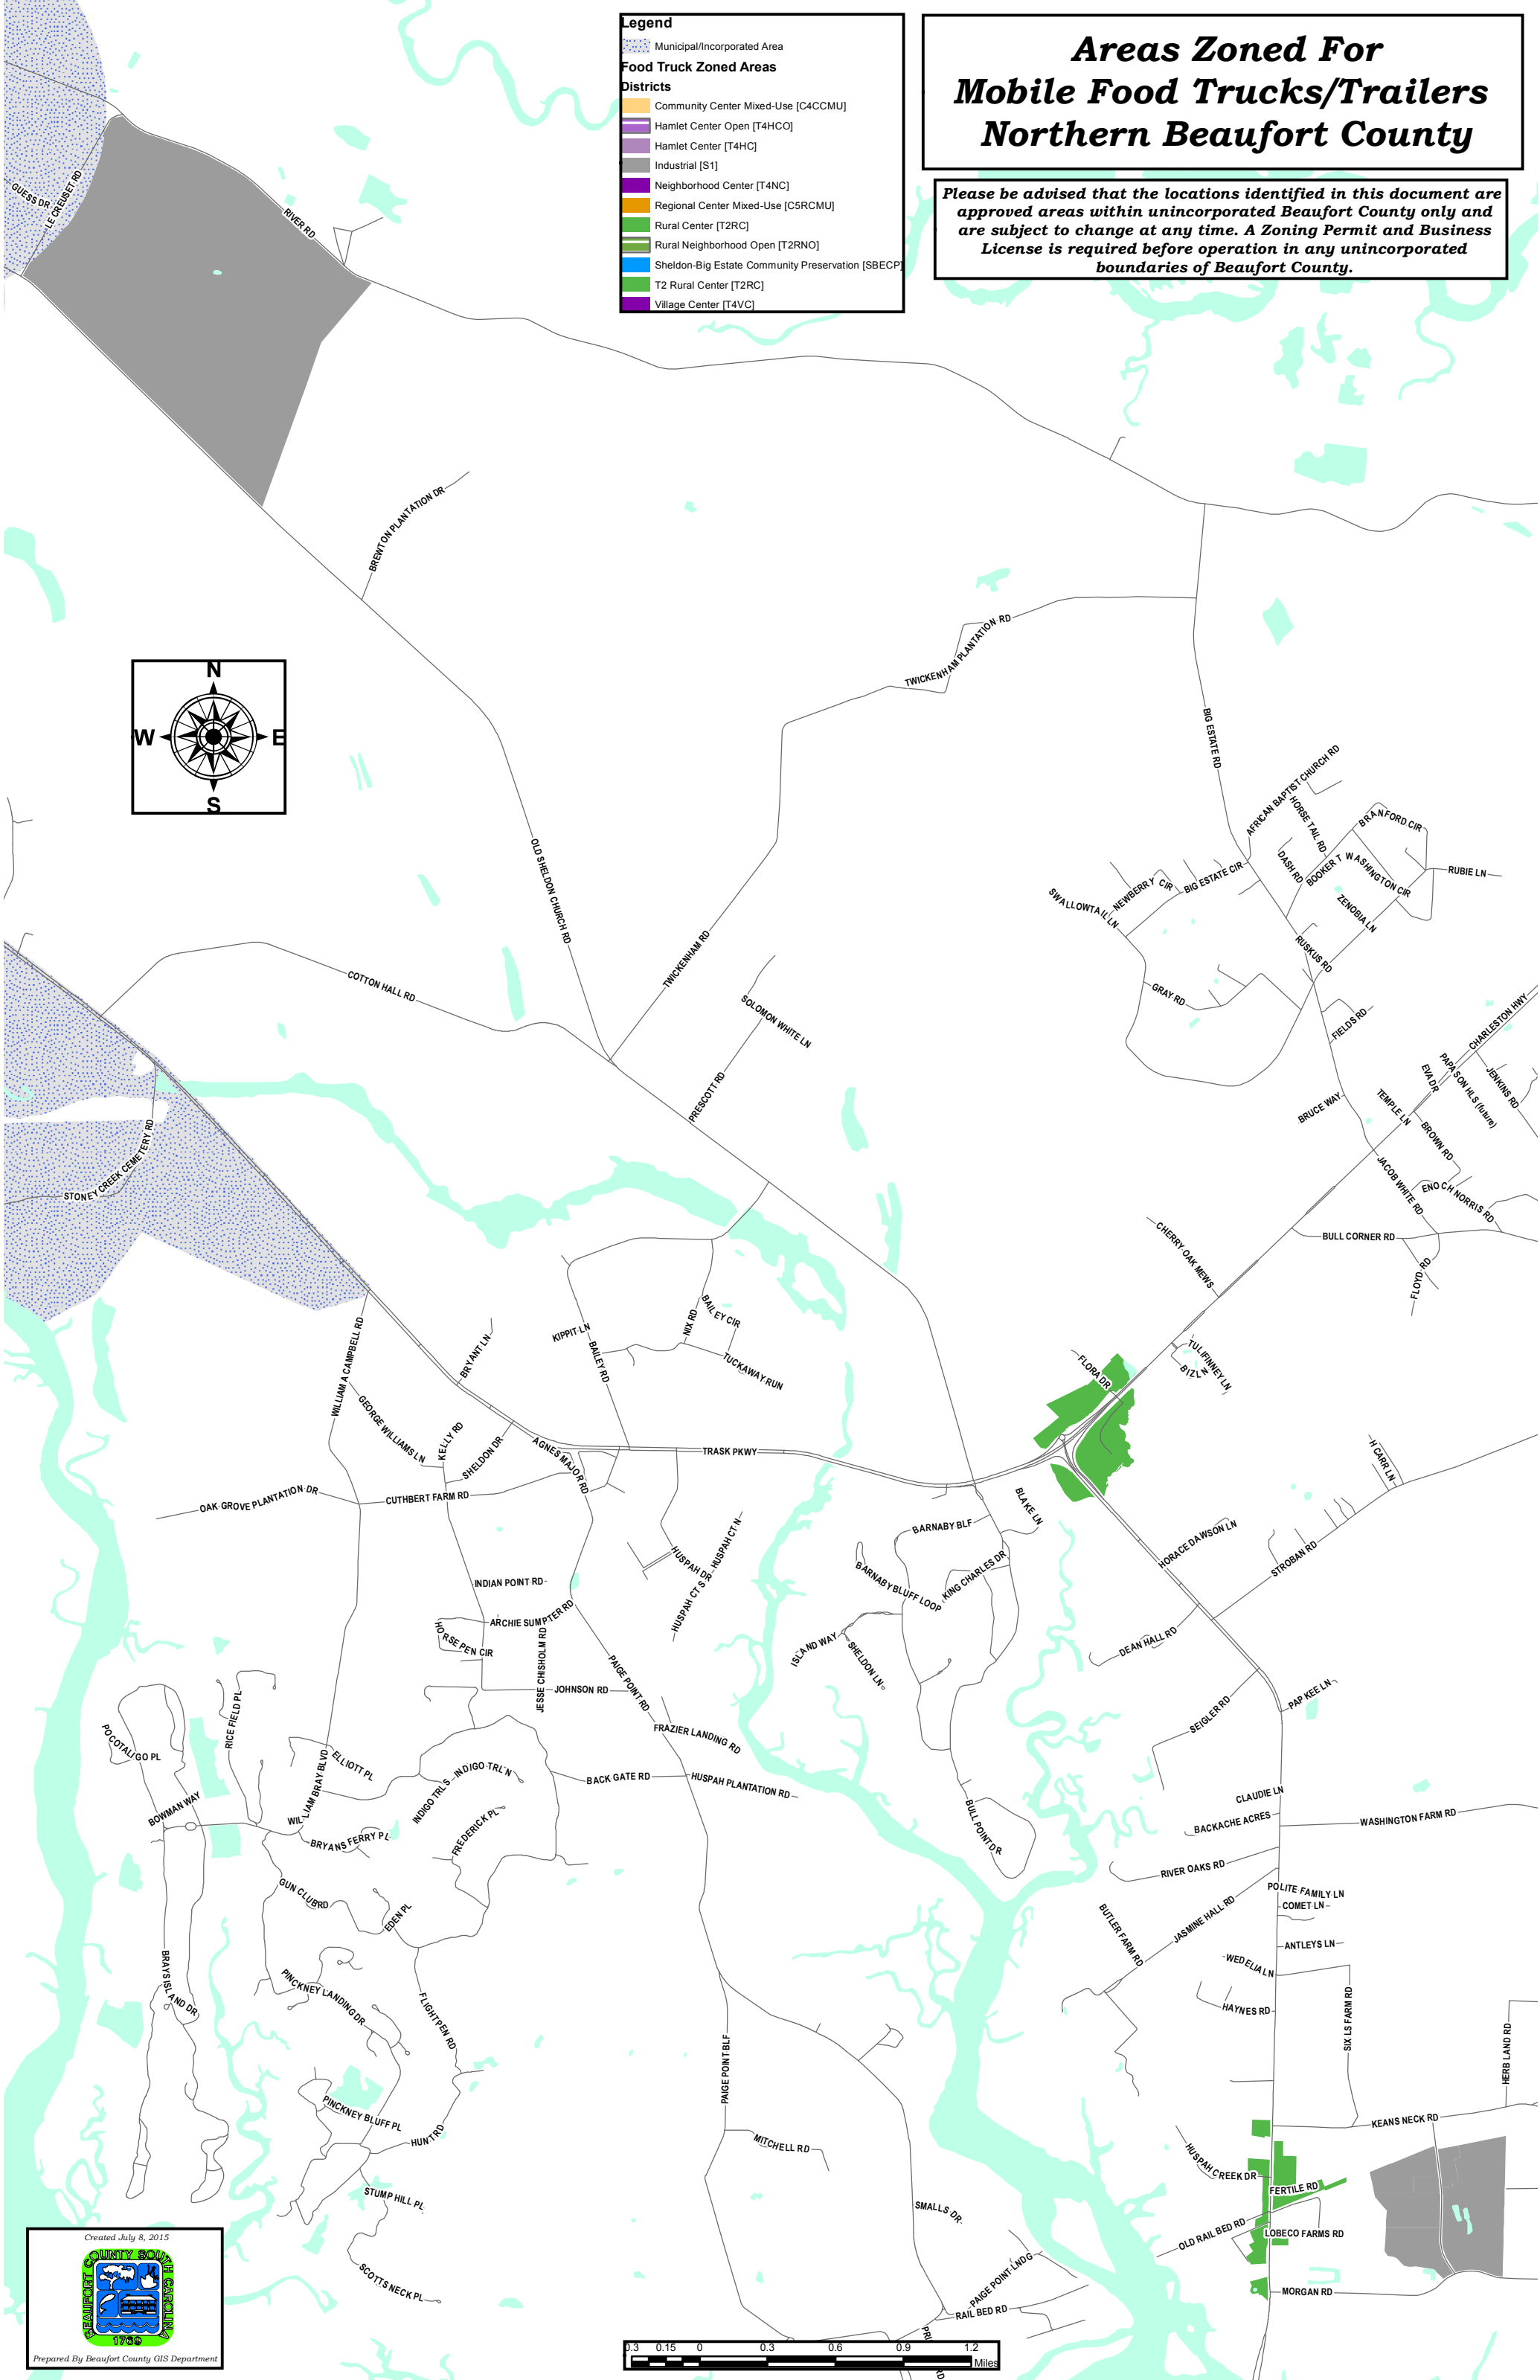 Legend
Municipal/Incorporated Area
Food Truck Zoned Areas
Districts
Community Center Mixed-Use [C4CCMU]
Hamlet Center Open [T4HCO]
Hamlet Center [T4HC]
Industrial [S1]
Neighborhood Center [T4NC]
Regional Center Mixed-Use [C5RCMU]
Rural Center [T2RC]
Rural Neighborhood Open [T2RNO]
Sheldon-Big Estate Community Preservation [SBECP]
T2 Rural Center [T2RC]
Village Center [T4VC]
Areas Zoned For
Mobile Food Trucks/Trailers
Northern Beaufort County
Please be advised that the locations identified in this document are
approved areas within unincorporated Beaufort County only and
are subject to change at any time. A Zoning Permit and Business
License is required before operation in any unincorporated
boundaries of Beaufort County.
GUESS DR
LE CREUSET RD
RIVER RD
BREWTON PLANTATION DR
TWICKENHAM PLANTATION RD
N
W
E
S
BIG ESTATE RD
AFRICAN BAPTIST CHURCH RD
HORSE TAIL RD
BRANFORD CIR
DASH RD
BOOKER T WASHINGTON CIR
RUBIE LN
OLD SHELDON CHURCH RD
SWALLOWTAIL LN
NEWBERRY CIR
BIG ESTATE CIR
ZENOBIA LN
RUSKUS RD
TWICKENHAM RD
COTTON HALL RD
SOLOMON WHITE LN
GRAY RD
FIELDS RD
CHARLESTON HWY
PRESCOTT RD
EVA DR
PAPA SON HLS (future)
JENKINS RD
BRUCE WAY
TEMPLE LN
BROWN RD
STONEY CREEK CEMETERY RD
JACOB WHITE RD
ENOCH NORRIS RD
CHERRY OAK MEWS
BULL CORNER RD
FLOYD RD
WILLIAM A CAMPBELL RD
BRYANT LN
KIPPIT LN
BAILEY RD
NIX RD
BAILEY CIR
TUCKAWAY RUN
FLORA DR
TULIFINNEY LN
BIZ LN
GEORGE WILLIAMS LN
KELLY RD
SHELDON DR
AGNES MAJOR RD
TRASK PKWY
H CARR LN
OAK GROVE PLANTATION DR
CUTHBERT FARM RD
BLAKE LN
BARNABY BLF
HUSPAH DR
HUSPAH CT N
HUSPAH CT S
BARNABY BLUFF LOOP
KING CHARLES DR
HORACE DAWSON LN
STROBAN RD
INDIAN POINT RD
ARCHIE SUMPTER RD
HORSE PEN CIR
JESSE CHISHOLM RD
PAIGE POINT RD
ISLAND WAY
SHELDON LN
DEAN HALL RD
JOHNSON RD
SEIGLER RD
PAP KEE LN
RICE FIELD PL
POCOTALIGO PL
FRAZIER LANDING RD
ELLIOTT PL
WILLIAM BRAY BLVD
INDIGO TRL S
INDIGO TRL N
BACK GATE RD
HUSPAH PLANTATION RD
BOWMAN WAY
BRYANS FERRY PL
FREDERICK PL
BULL POINT DR
CLAUDIE LN
BACKACHE ACRES
WASHINGTON FARM RD
RIVER OAKS RD
GUN CLUB RD
EDEN PL
POLITE FAMILY LN
COMET LN
BUTLER FARM RD
JASMINE HALL RD
ANTLEYS LN
WEDELIA LN
BRAYS ISLAND DR
PINCKNEY LANDING DR
FLIGHT PEN RD
HAYNES RD
SIX LS FARM RD
HERB LAND RD
PAIGE POINT BLF
PINCKNEY BLUFF PL
HUNT RD
MITCHELL RD
KEANS NECK RD
HUSPAH CREEK DR
FERTILE RD
STUMP HILL PL
SMALLS DR
OLD RAIL BED RD
LOBECO FARMS RD
SCOTTS NECK PL
PAIGE POINT LNDG
RAIL BED RD
MORGAN RD
Created July 8, 2015
BEAUFORT COUNTY SOUTH CAROLINA
1769
Prepared By Beaufort County GIS Department
0.3 0.15 0 0.3 0.6 0.9 1.2
Miles